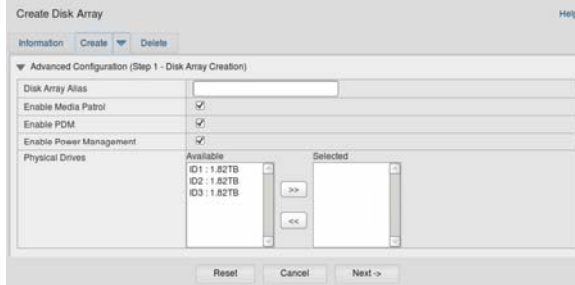 Create Disk Array
Help
Information Create Delete
Advanced Configuration (Step 1 - Disk Array Creation)
Disk Array Alias
Enable Media Patrol
Enable PDM
Enable Power Management
Physical Drives
Available Selected
ID1 : 1.82TB
ID2 : 1.82TB
ID3 : 1.82TB
>>
<<
Reset Cancel Next ->